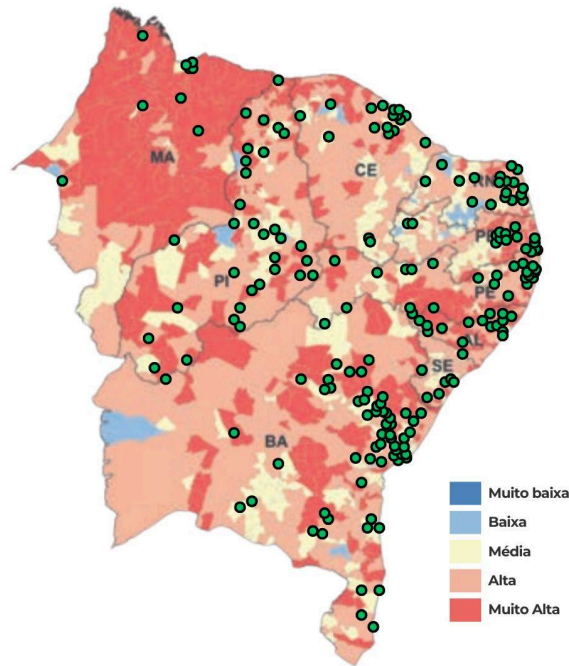 MA
CE
RN
PB
PI
PE
AL
SE
BA
Muito baixa
Baixa
Média
Alta
Muito Alta